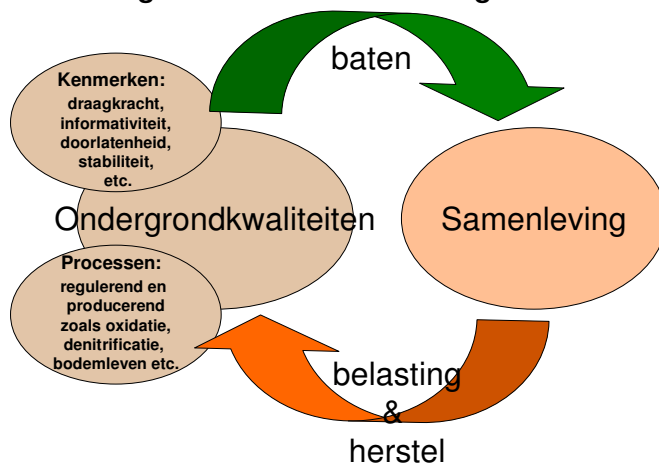 baten
Kenmerken:
draagkracht,
informativiteit,
doorlatenheid,
stabiliteit,
etc.
Ondergrondkwaliteiten
Samenleving
Processen:
regulerend en
producerend
zoals oxidatie,
denitrificatie,
bodemleven etc.
belasting
&
herstel